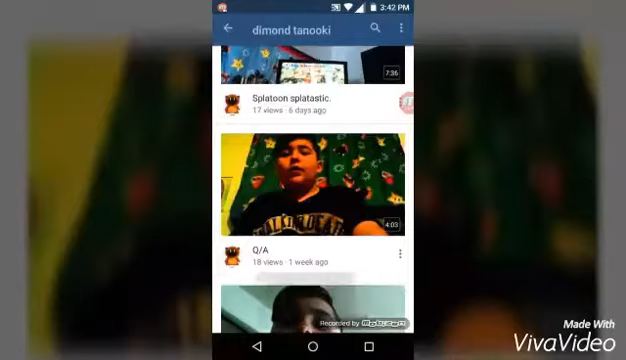 3:42 PM
dimond tanooki
7:36
Splatoon splatastic.
17 views · 6 days ago
4:03
Q/A
18 views · 1 week ago
Recorded by
Made With
VivaVideo